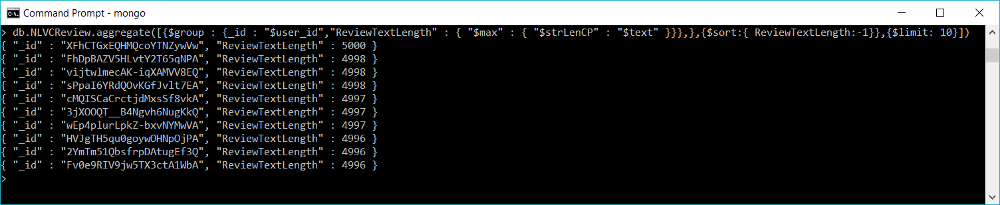 Command Prompt - mongo
> db.NLVCReview.aggregate([{$group : {_id : "$user_id","ReviewTextLength" : { "$max" : { "$strLenCP" : "$text" }}},},{$sort:{ ReviewTextLength:-1}},{$limit: 10}])
{ "_id" : "XFhCTGxEQHMQcoYTNZywVw", "ReviewTextLength" : 5000 }
{ "_id" : "FhDpBAZV5HLvtY2T65qNPA", "ReviewTextLength" : 4998 }
{ "_id" : "vijtwlmecAK-iqXAMVV8EQ", "ReviewTextLength" : 4998 }
{ "_id" : "sPpaI6YRdQOvKGfJvlt7EA", "ReviewTextLength" : 4998 }
{ "_id" : "cMQISCaCrctjdMxsSf8vkA", "ReviewTextLength" : 4997 }
{ "_id" : "3jXOOQT__B4Ngvh6NugKkQ", "ReviewTextLength" : 4997 }
{ "_id" : "wEp4plurLpkZ-bxvNYMwVA", "ReviewTextLength" : 4997 }
{ "_id" : "HVJgTH5qu0goywOHNpOjPA", "ReviewTextLength" : 4996 }
{ "_id" : "2YmTm51QbsfrpDAtugEf3Q", "ReviewTextLength" : 4996 }
{ "_id" : "Fv0e9RIV9jw5TX3ctA1WbA", "ReviewTextLength" : 4996 }
>